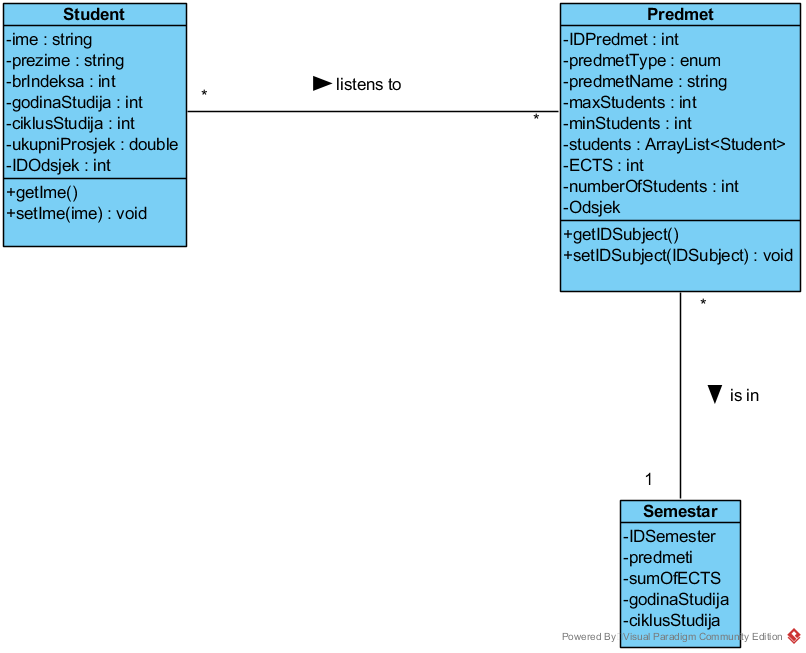 Student
-ime : string
-prezime : string
-brIndeksa : int
-godinaStudija : int
-ciklusStudija : int
-ukupniProsjek : double
-IDOdsjek : int
+getIme()
+setIme(ime) : void
*
listens to
*
Predmet
-IDPredmet : int
-predmetType : enum
-predmetName : string
-maxStudents : int
-minStudents : int
-students : ArrayList<Student>
-ECTS : int
-numberOfStudents : int
-Odsjek
+getIDSubject()
+setIDSubject(IDSubject) : void
*
is in
1
Semestar
-IDSemester
-predmeti
-sumOfECTS
-godinaStudija
-ciklusStudija
Powered By Visual Paradigm Community Edition